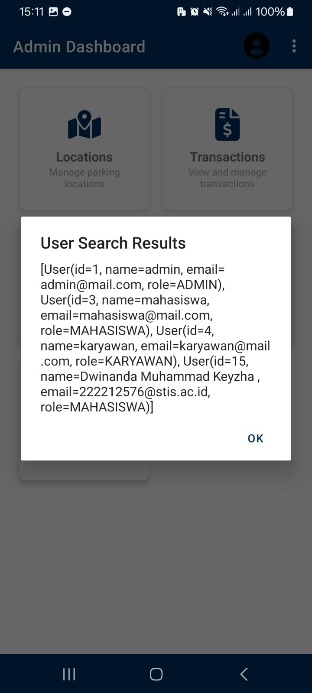 15:11
100%
Admin Dashboard
Locations
Manage parking
locations
Transactions
View and manage
transactions
User Search Results
[User(id=1, name=admin, email=
admin@mail.com, role=ADMIN),
User(id=3, name=mahasiswa,
email=mahasiswa@mail.com,
role=MAHASISWA), User(id=4,
name=karyawan, email=karyawan@mail
.com, role=KARYAWAN), User(id=15,
name=Dwinanda Muhammad Keyzha ,
email=222212576@stis.ac.id,
role=MAHASISWA)]
OK